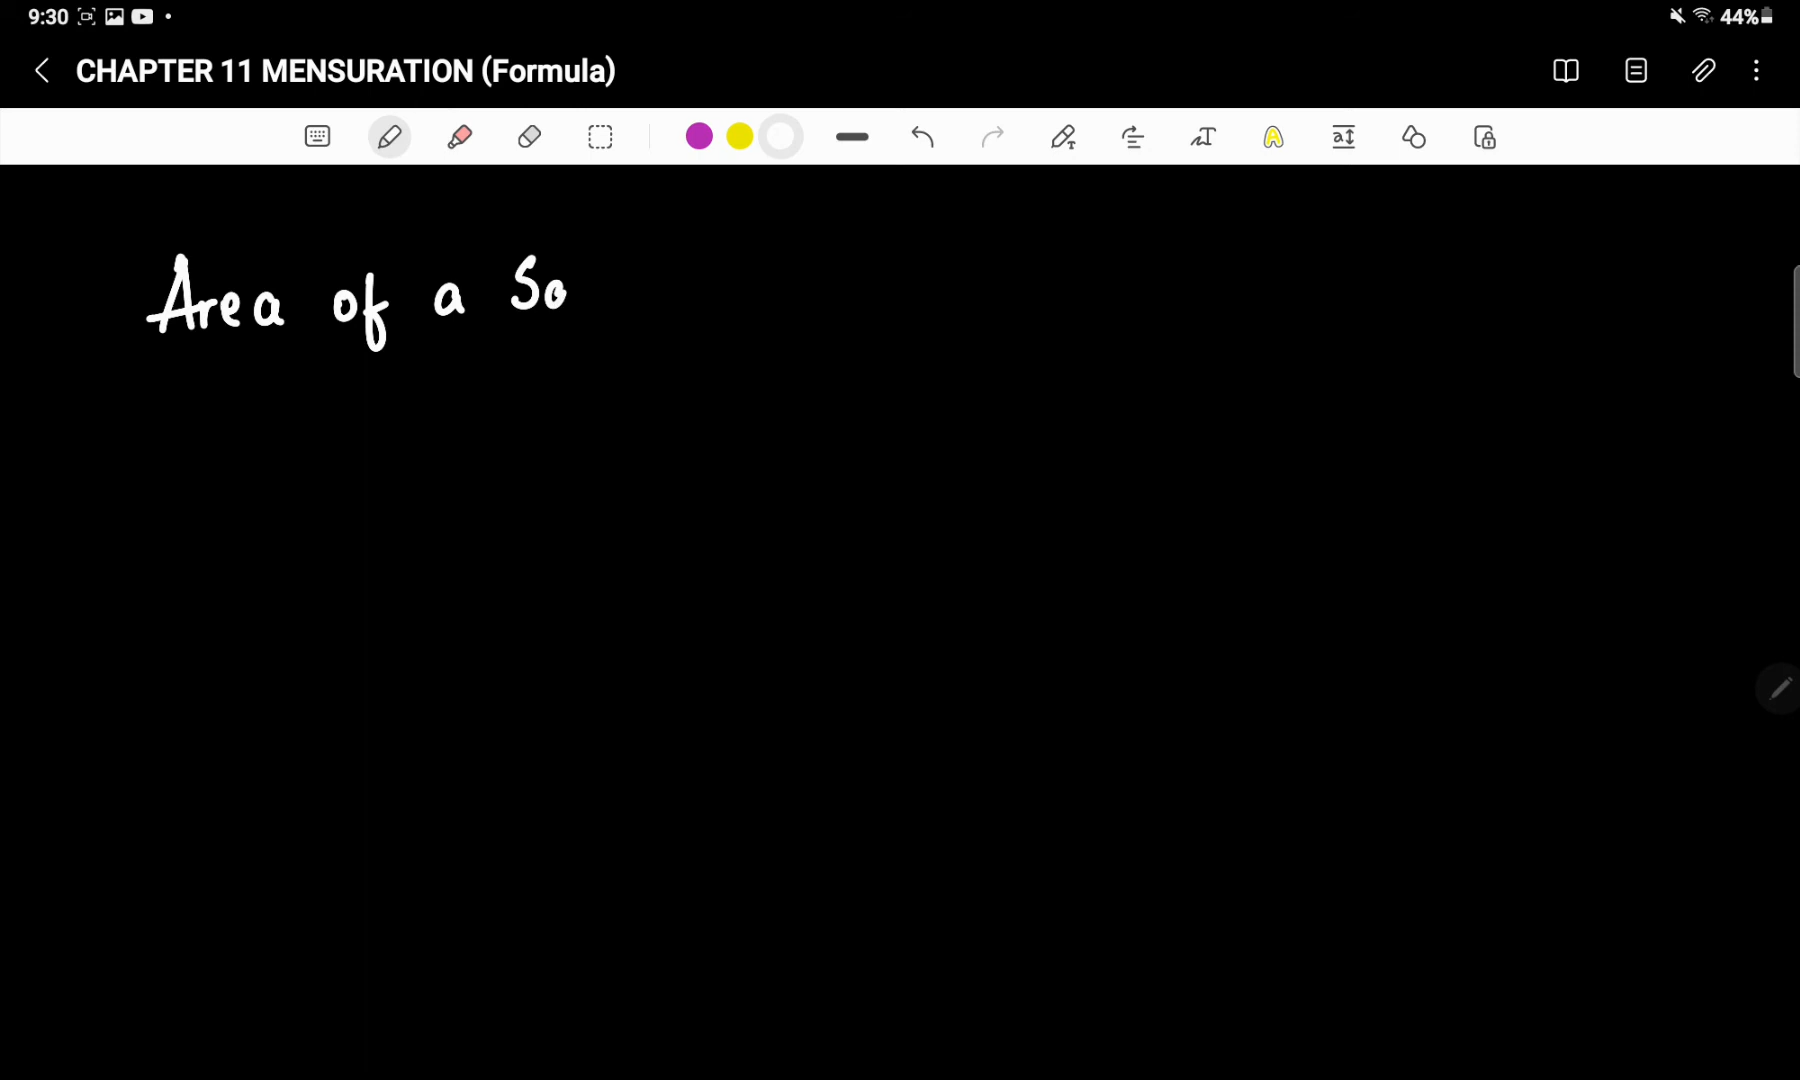 9:30
44%
CHAPTER 11 MENSURATION (Formula)
Area of a So